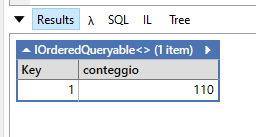 Results λ SQL IL Tree
IOrderedQueryable<> (1 item)
Key conteggio
1 110